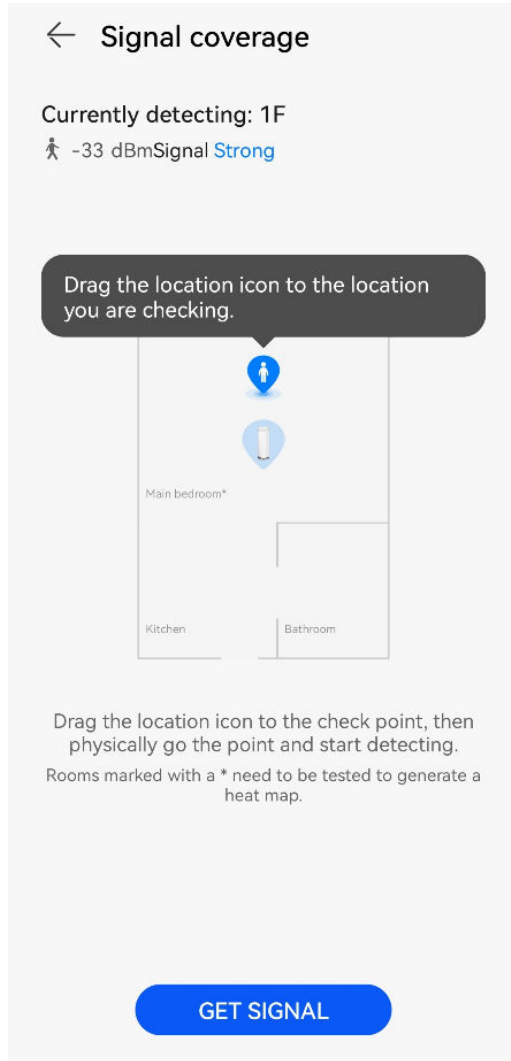 Signal coverage
Currently detecting: 1F
-33 dBmSignal Strong
Drag the location icon to the location
you are checking.
Main bedroom*
Kitchen
Bathroom
Drag the location icon to the check point, then
physically go the point and start detecting.
Rooms marked with a * need to be tested to generate a
heat map.
GET SIGNAL